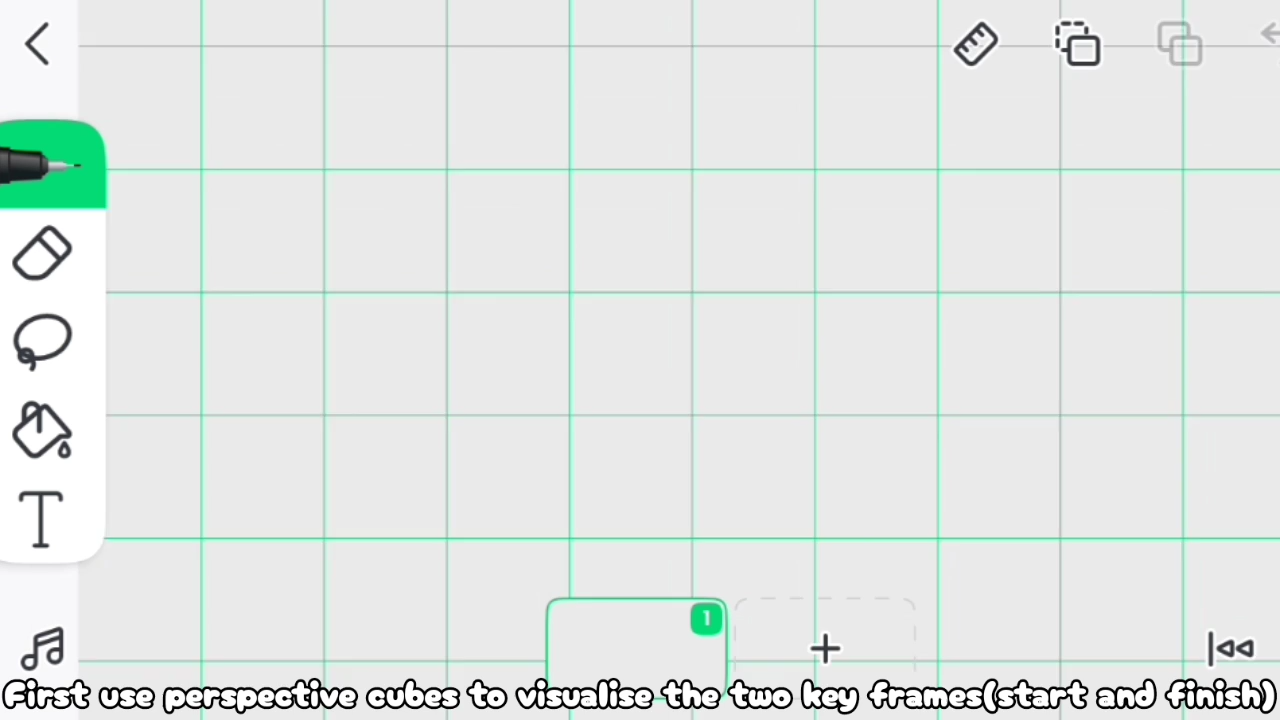 1
First use perspective cubes to visualise the two key frames(start and finish)